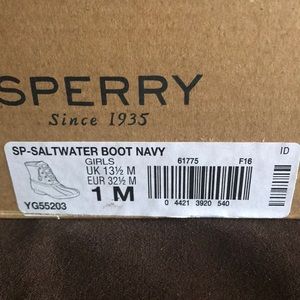 SPERRY
Since 1935
SP-SALTWATER BOOT NAVY
ID
GIRLS
61775
F16
UK 13½ M
EUR 32½ M
1 M
YG55203
0 4421 3920 540